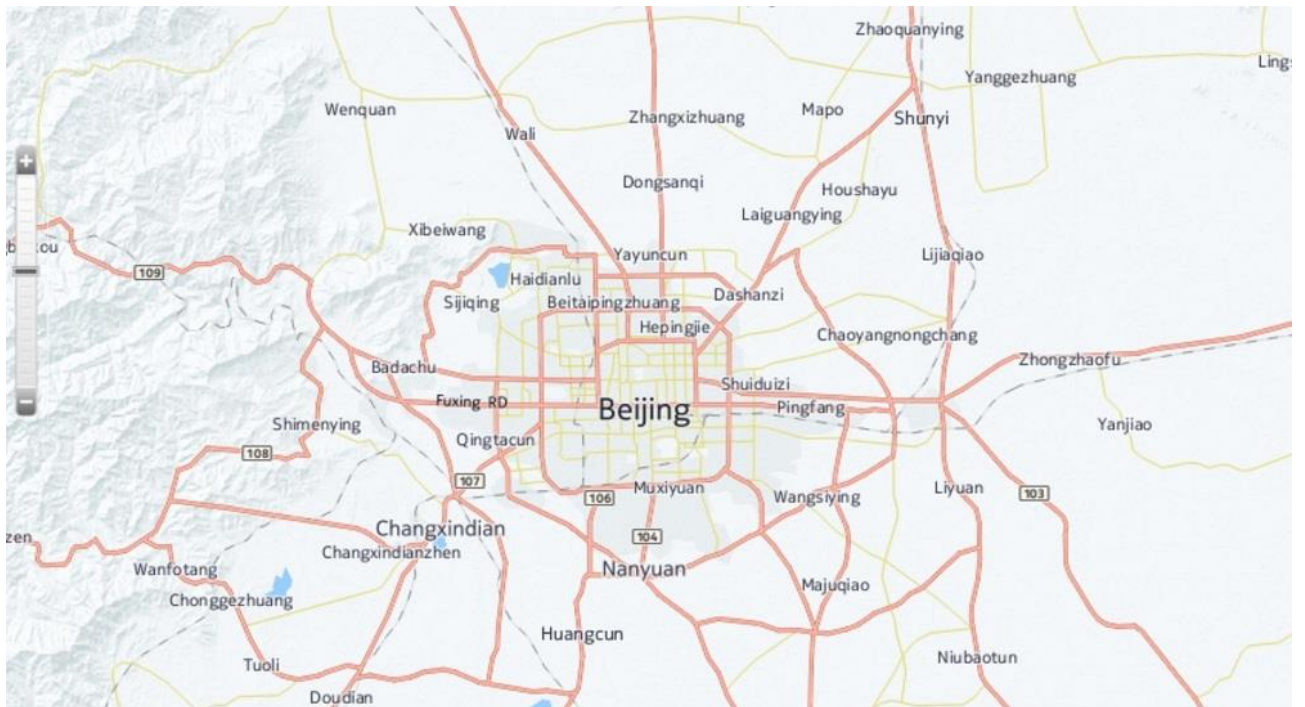 Zhaoquanying
Lings
Yanggezhuang
Wenquan
Mapo
Zhangxizhuang
Shunyi
Wali
+
Dongsanqi
Houshayu
Laiguangying
Xibeiwang
Yayuncun
Lijiaqiao
109
Haidianlu
Dashanzi
Sijiqing
Beitaipingzhuang
Hepingjie
Chaoyangnongchang
Zhongzhaofu
Badachu
Shuiduizi
Fuxing RD
Beijing
Pingfang
−
Shimenying
Yanjiao
Qingtacun
108
107
Muxiyuan
Liyuan
103
106
Wangsiying
Changxindian
104
zen
Changxindianzhen
Wanfotang
Nanyuan
Majuqiao
Chonggezhuang
Huangcun
Niubaotun
Tuoli
Doudian